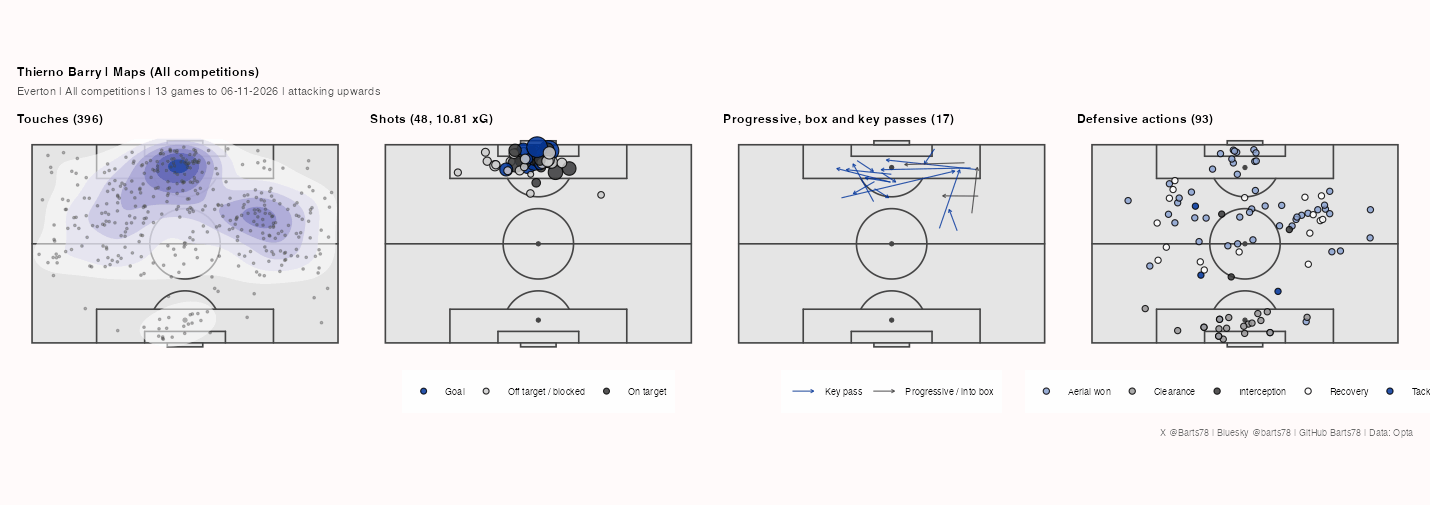 Thierno Barry | Maps (All competitions)
Everton | All competitions | 13 games to 06-11-2026 | attacking upwards
Touches (396)
Shots (48, 10.81 xG)
Progressive, box and key passes (17)
Defensive actions (93)
Goal
Off target / blocked
On target
Key pass
Progressive / Into box
Aerial won
Clearance
Interception
Recovery
Tack
X @Barts78 | Bluesky @barts78 | GitHub Barts78 | Data: Opta